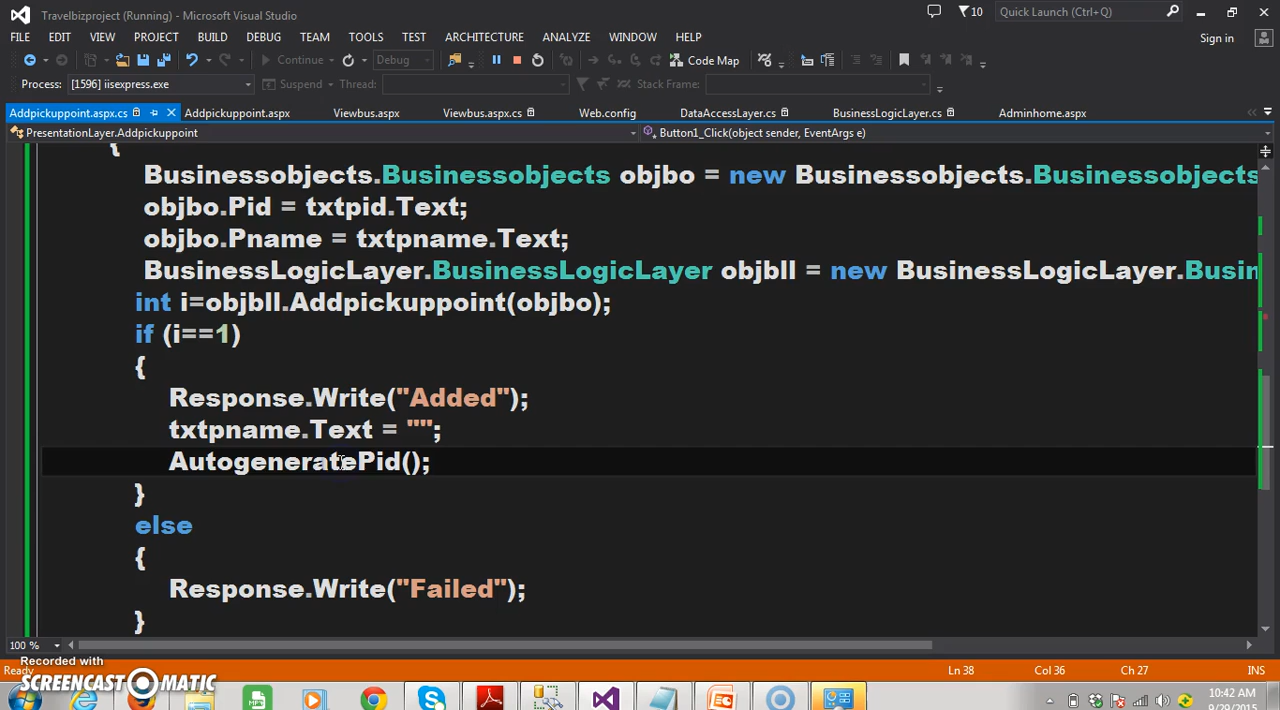 Travelbizproject (Running) - Microsoft Visual Studio
10
Quick Launch (Ctrl+Q)
FILE EDIT VIEW PROJECT BUILD DEBUG TEAM TOOLS TEST ARCHITECTURE ANALYZE WINDOW HELP
Sign in
Continue Debug Code Map
Process: [1596] iisexpress.exe Suspend Thread: Stack Frame:
Addpickuppoint.aspx.cs Addpickuppoint.aspx Viewbus.aspx Viewbus.aspx.cs Web.config DataAccessLayer.cs BusinessLogicLayer.cs Adminhome.aspx
PresentationLayer.Addpickuppoint Button1_Click(object sender, EventArgs e)
{
Businessobjects.Businessobjects objbo = new Businessobjects.Businessobjects
objbo.Pid = txtpid.Text;
objbo.Pname = txtpname.Text;
BusinessLogicLayer.BusinessLogicLayer objbll = new BusinessLogicLayer.Busin
int i=objbll.Addpickuppoint(objbo);
if (i==1)
{
Response.Write("Added");
txtpname.Text = "";
AutogeneratePid();
}
else
{
Response.Write("Failed");
}
100 %
Ready Ln 38 Col 36 Ch 27 INS
Recorded with
SCREENCAST MATIC
10:42 AM
9/29/2015